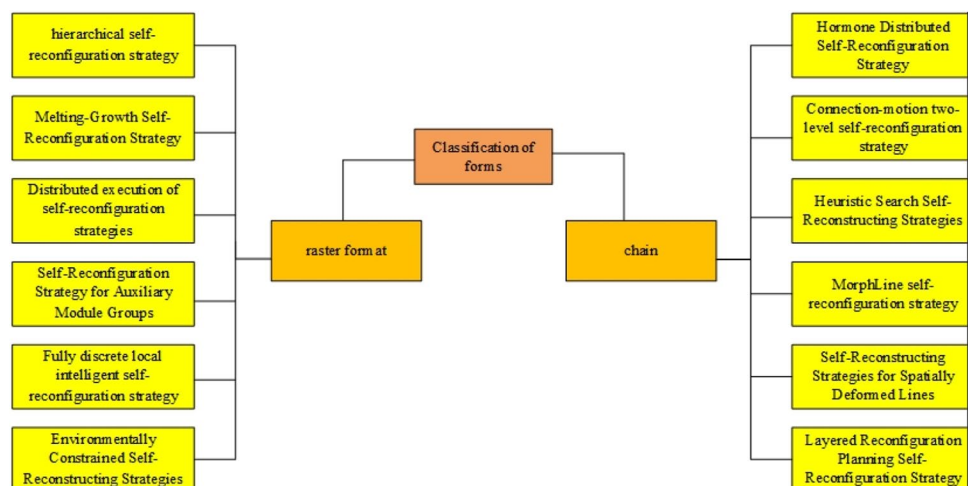 Classification of
forms
raster format
chain
hierarchical self-
reconfiguration strategy
Melting-Growth Self-
Reconfiguration Strategy
Distributed execution of
self-reconfiguration
strategies
Self-Reconfiguration
Strategy for Auxiliary
Module Groups
Fully discrete local
intelligent self-
reconfiguration strategy
Environmentally
Constrained Self-
Reconstructing Strategies
Hormone Distributed
Self-Reconfiguration
Strategy
Connection-motion two-
level self-reconfiguration
strategy
Heuristic Search Self-
Reconstructing Strategies
MorphLine self-
reconfiguration strategy
Self-Reconstructing
Strategies for Spatially
Deformed Lines
Layered Reconfiguration
Planning Self-
Reconfiguration Strategy